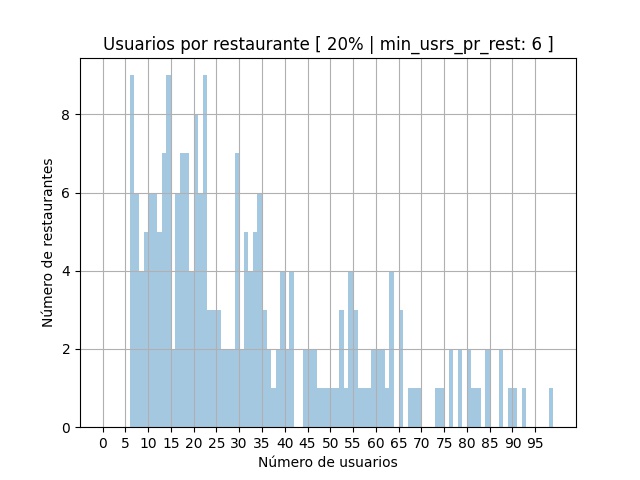 Usuarios por restaurante [ 20% | min_usrs_pr_rest: 6 ]
Número de restaurantes
8
6
4
2
0
0 5 10 15 20 25 30 35 40 45 50 55 60 65 70 75 80 85 90 95
Número de usuarios